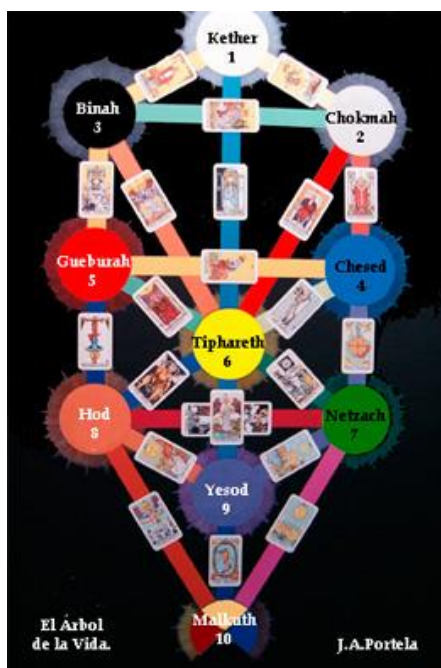 Kether
1
Binah
3
Chokmah
2
Gueburah
5
Chesed
4
Tiphareth
6
Hod
8
Netzach
7
Yesod
9
Malkuth
10
El Árbol
de la Vida.
J.A.Portela